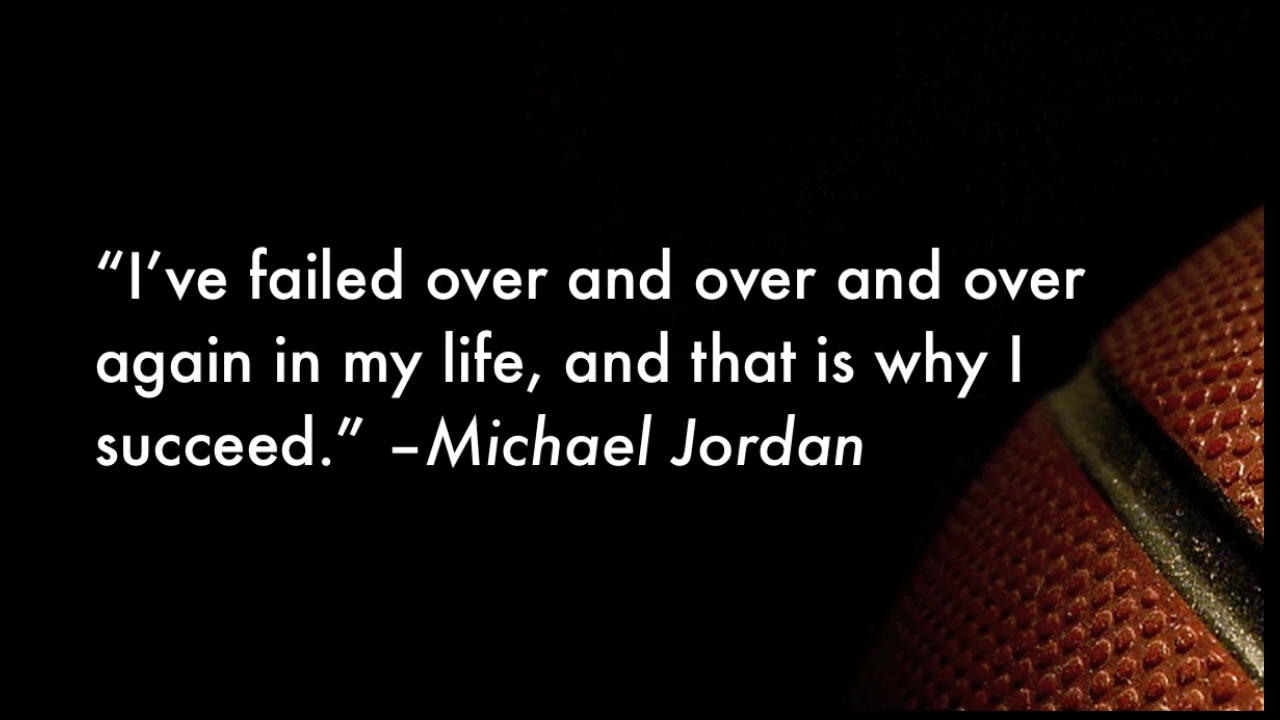 “I’ve failed over and over and over
again in my life, and that is why I
succeed.” –Michael Jordan